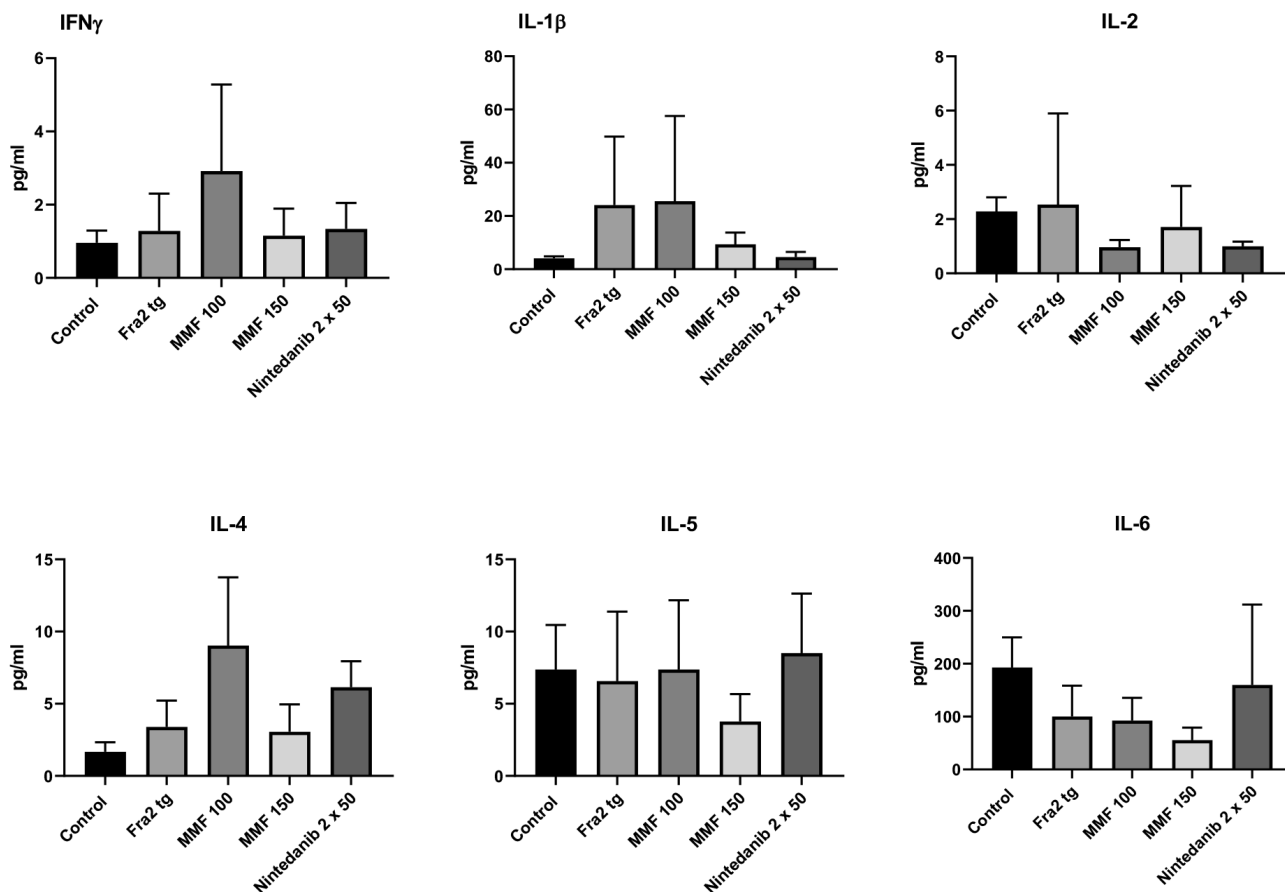 IFNγ
pg/ml
6
4
2
0
Control
Fra2 tg
MMF 100
MMF 150
Nintedanib 2 x 50
IL-1β
pg/ml
80
60
40
20
0
Control
Fra2 tg
MMF 100
MMF 150
Nintedanib 2 x 50
IL-2
pg/ml
8
6
4
2
0
Control
Fra2 tg
MMF 100
MMF 150
Nintedanib 2 x 50
IL-4
pg/ml
15
10
5
0
Control
Fra2 tg
MMF 100
MMF 150
Nintedanib 2 x 50
IL-5
pg/ml
15
10
5
0
Control
Fra2 tg
MMF 100
MMF 150
Nintedanib 2 x 50
IL-6
pg/ml
400
300
200
100
0
Control
Fra2 tg
MMF 100
MMF 150
Nintedanib 2 x 50